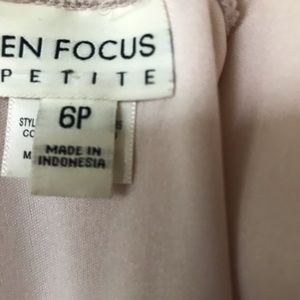 EN FOCUS
PETITE
6P
MADE IN
INDONESIA